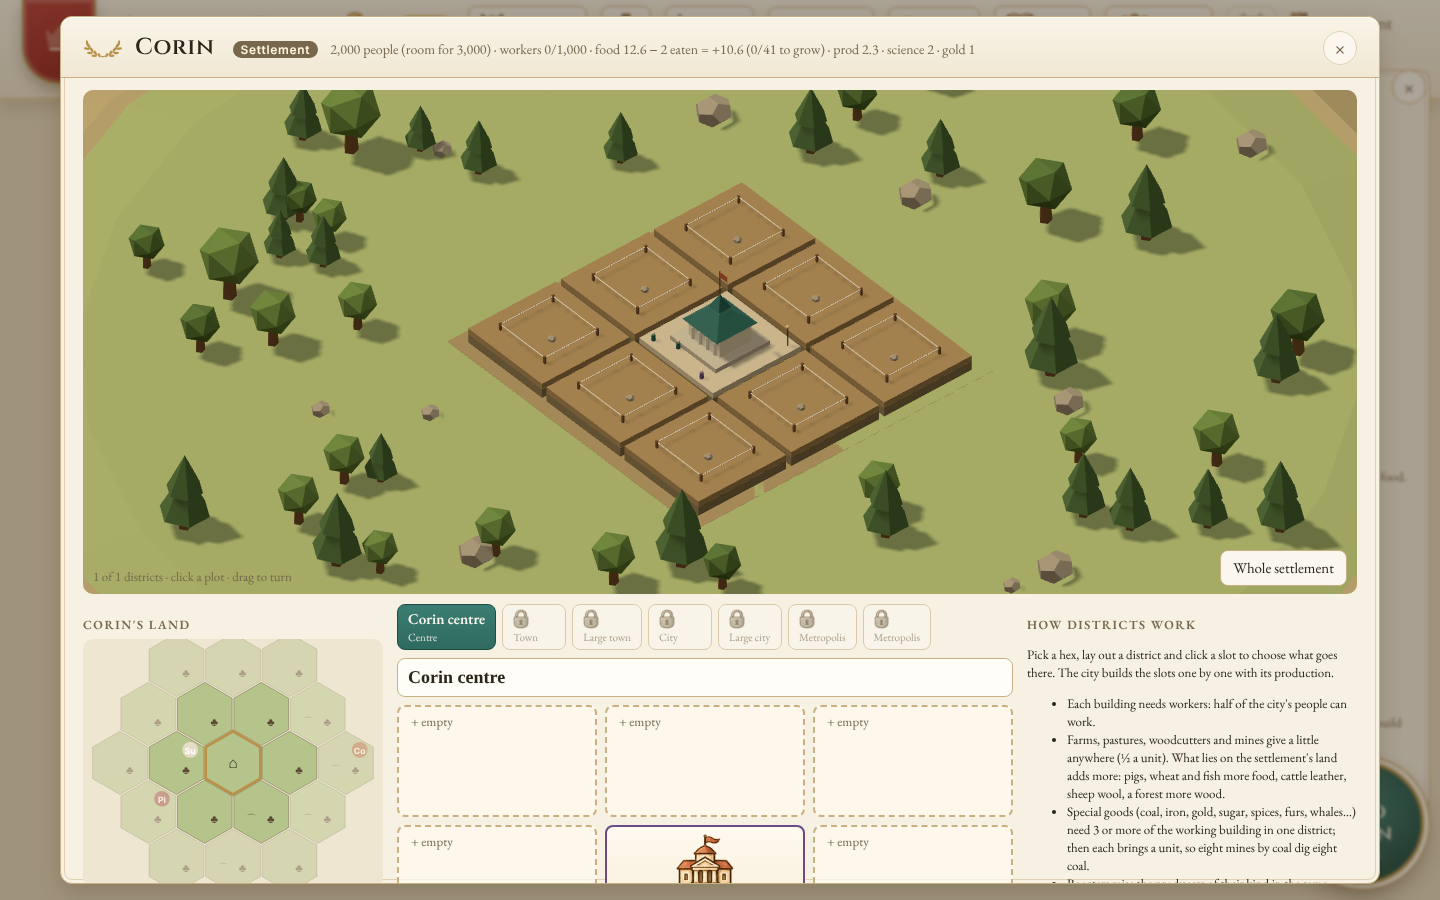 CORIN
Settlement
2,000 people (room for 3,000) · workers 0/1,000 · food 12.6 – 2 eaten = +10.6 (0/41 to grow) · prod 2.3 · science 2 · gold 1
×
×
1 of 1 districts · click a plot · drag to turn
Whole settlement
CORIN'S LAND
Su
Co
Pi
Corin centre
Centre
Town
Large town
City
Large city
Metropolis
Metropolis
Corin centre
+ empty
+ empty
+ empty
+ empty
+ empty
HOW DISTRICTS WORK
Pick a hex, lay out a district and click a slot to choose what goes
there. The city builds the slots one by one with its production.
• Each building needs workers: half of the city's people can
work.
• Farms, pastures, woodcutters and mines give a little
anywhere (½ a unit). What lies on the settlement's land
adds more: pigs, wheat and fish more food, cattle leather,
sheep wool, a forest more wood.
• Special goods (coal, iron, gold, sugar, spices, furs, whales...)
need 3 or more of the working building in one district;
then each brings a unit, so eight mines by coal dig eight
coal.
food.